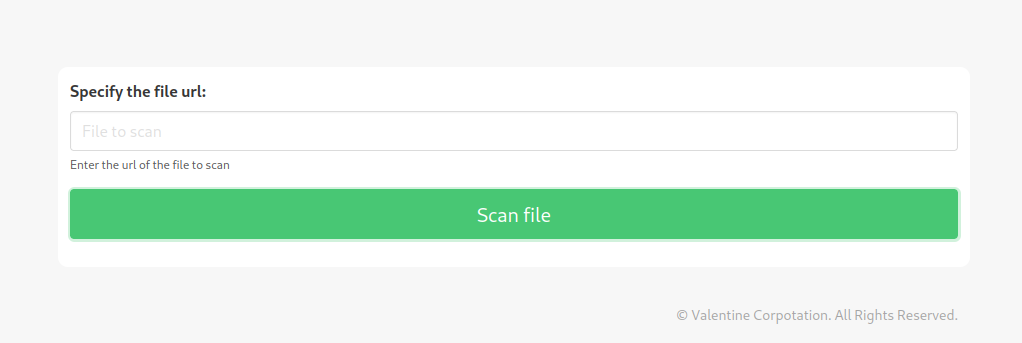 Specify the file url:
File to scan
Enter the url of the file to scan
Scan file
© Valentine Corpotation. All Rights Reserved.